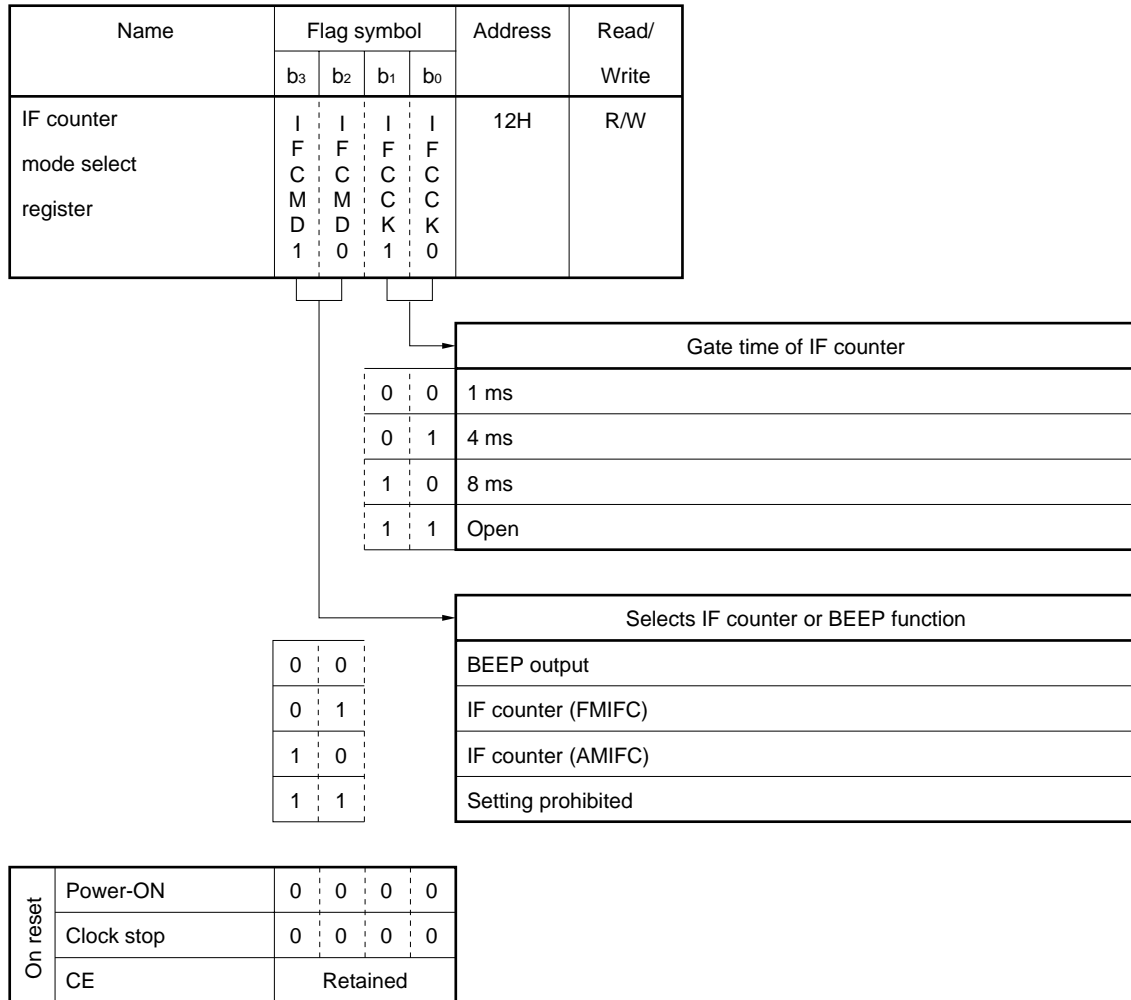 Name Flag symbol Address Read/
b3 b2 b1 b0 Write
IF counter
mode select
register
IFCMD1 IFCMD0 IFCCK1 IFCCK0 12H R/W
Gate time of IF counter
0 0 1 ms
0 1 4 ms
1 0 8 ms
1 1 Open
Selects IF counter or BEEP function
0 0 BEEP output
0 1 IF counter (FMIFC)
1 0 IF counter (AMIFC)
1 1 Setting prohibited
On reset
Power-ON 0 0 0 0
Clock stop 0 0 0 0
CE Retained